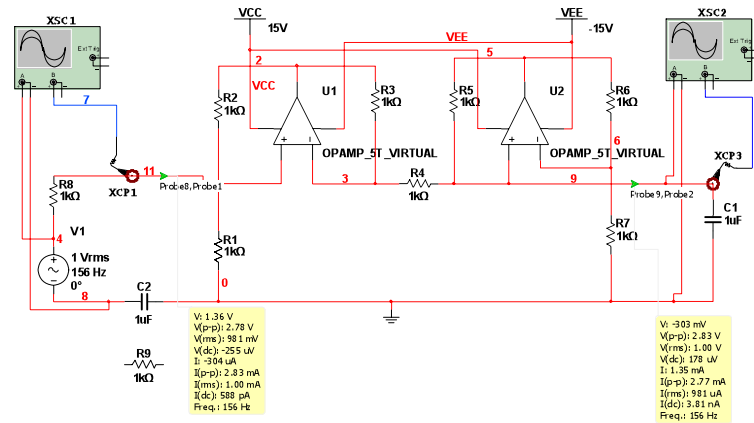 XSC1
Ext Trig
A
B
VCC
15V
VEE
-15V
XSC2
Ext Trig
A
B
VEE
2
5
VCC
U1
U2
7
R2
1kΩ
R3
1kΩ
R5
1kΩ
R6
1kΩ
OPAMP_5T_VIRTUAL
OPAMP_5T_VIRTUAL
6
11
XCP1
Probe8,Probe1
3
R4
1kΩ
9
Probe9,Probe2
XCP3
R8
1kΩ
4
V1
1 Vrms
156 Hz
0°
R1
1kΩ
R7
1kΩ
C1
1uF
8
C2
1uF
0
R9
1kΩ
V: 1.36 V
V(p-p): 2.78 V
V(rms): 981 mV
V(dc): -255 uV
I: -304 uA
I(p-p): 2.83 mA
I(rms): 1.00 mA
I(dc): 588 pA
Freq.: 156 Hz
V: -303 mV
V(p-p): 2.83 V
V(rms): 1.00 V
V(dc): 178 uV
I: 1.35 mA
I(p-p): 2.77 mA
I(rms): 981 uA
I(dc): 3.81 nA
Freq.: 156 Hz